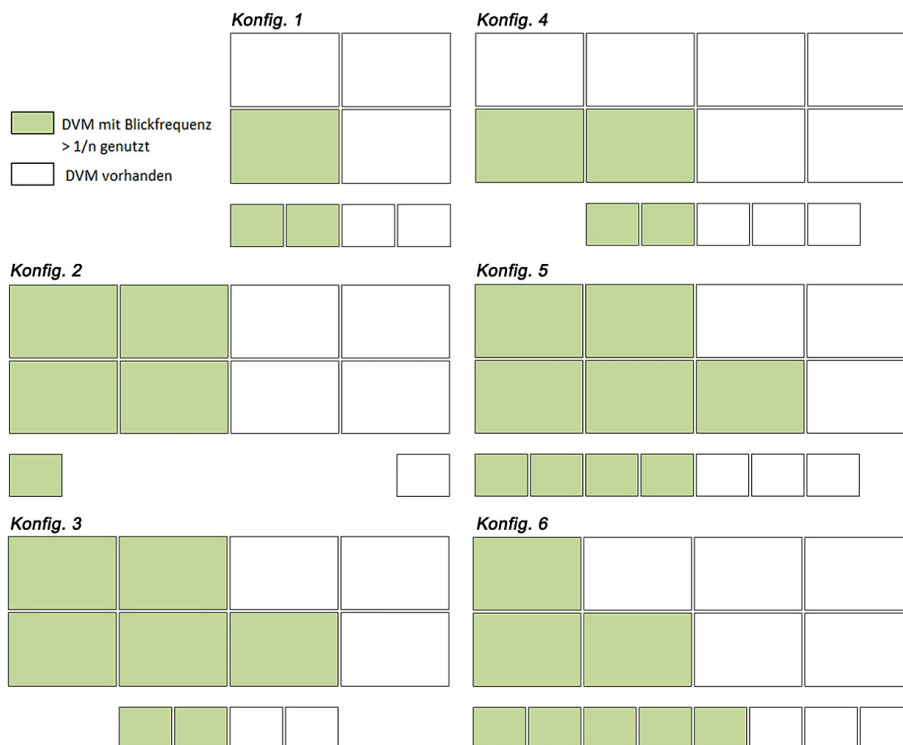 Konfig. 1
Konfig. 4
DVM mit Blickfrequenz
> 1/n genutzt
DVM vorhanden
Konfig. 2
Konfig. 5
Konfig. 3
Konfig. 6